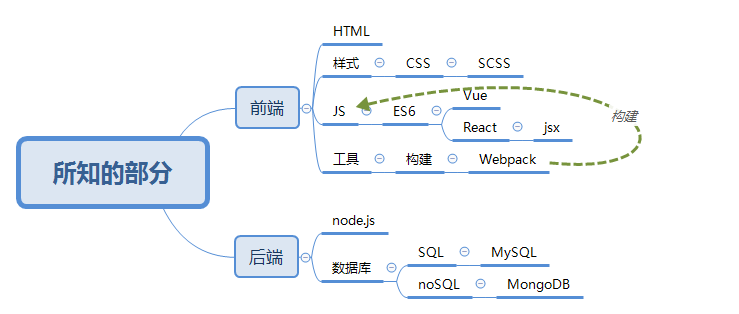 所知的部分
前端
HTML
样式
CSS
SCSS
JS
ES6
Vue
React
jsx
工具
构建
Webpack
构建
后端
node.js
数据库
SQL
MySQL
noSQL
MongoDB